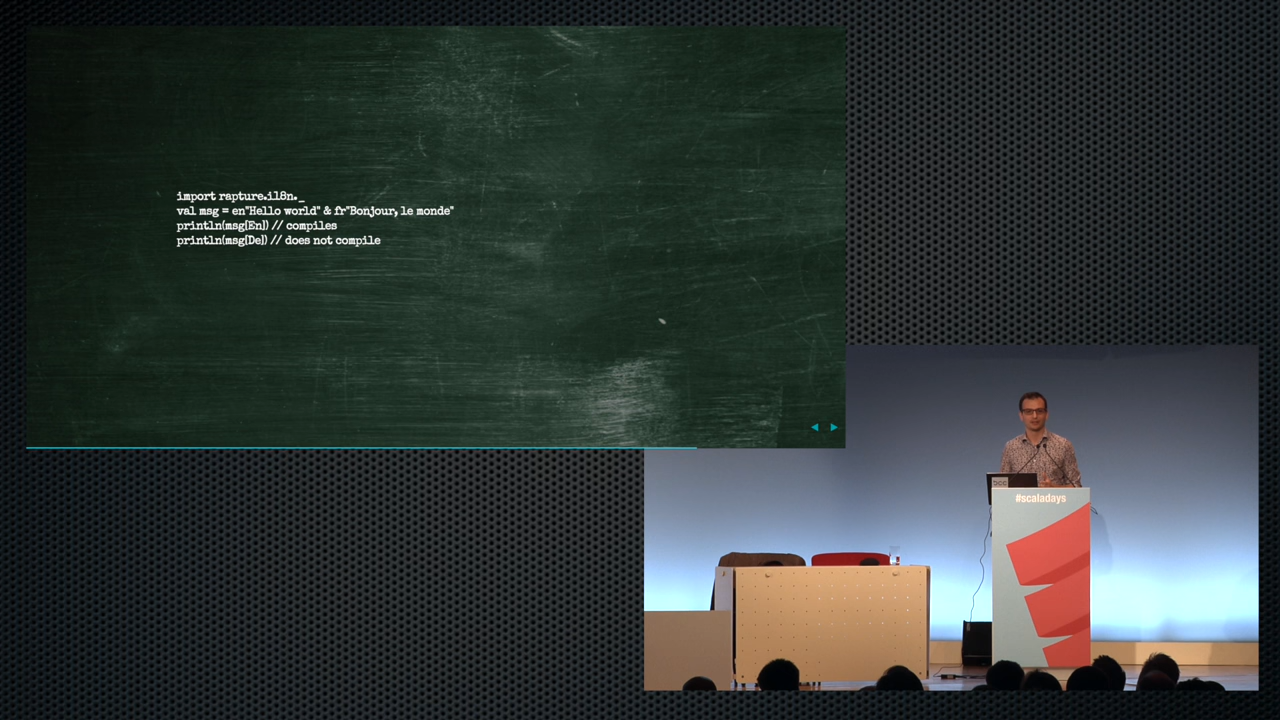 import rapture.i18n._
val msg = en"Hello world" & fr"Bonjour, le monde"
println(msg[En]) // compiles
println(msg[De]) // does not compile
#scaladays